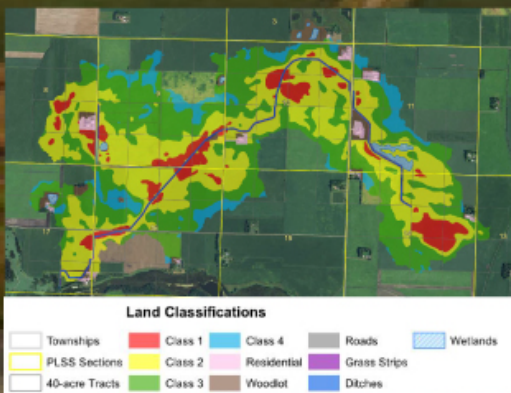 Land Classifications
Townships
PLSS Sections
40-acre Tracts
Class 1
Class 2
Class 3
Class 4
Residential
Woodlot
Roads
Grass Strips
Ditches
Wetlands